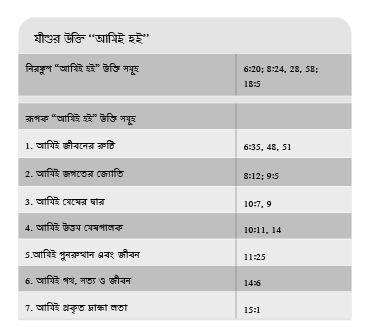 যীশুর উক্তি “আমিই হই”
নিরঙ্কুশ “আমিই হই” উক্তি সমূহ 6:20; 8:24, 28, 58;
18:5
রূপক “আমিই হই” উক্তি সমূহ
1. আমিই জীবনের রুটি 6:35, 48, 51
2. আমিই জগতের জ্যোতি 8:12; 9:5
3. আমিই মেষের দ্বার 10:7, 9
4. আমিই উত্তম মেষপালক 10:11, 14
5.আমিই পুনরুত্থান এবং জীবন 11:25
6. আমিই পথ, সত্য ও জীবন 14:6
7. আমিই প্রকৃত দ্রাক্ষা লতা 15:1